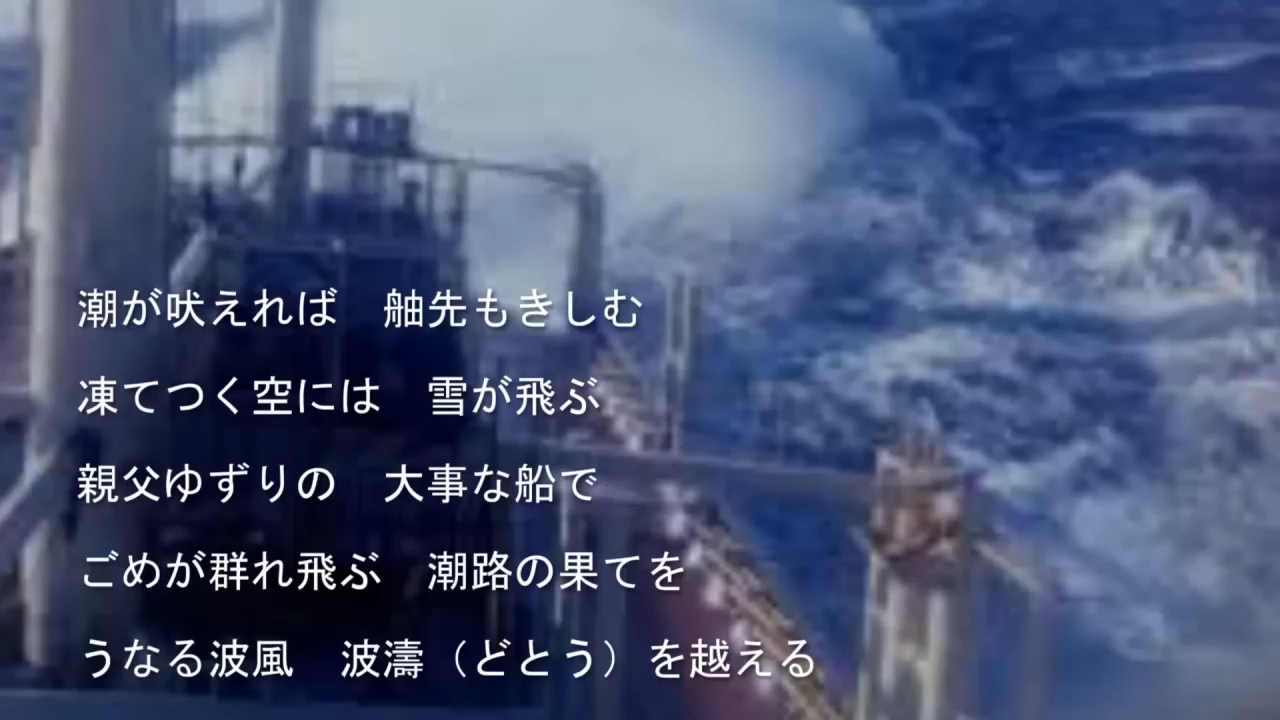 潮が吠えれば　舳先もきしむ
凍てつく空には　雪が飛ぶ
親父ゆずりの　大事な船で
ごめが群れ飛ぶ　潮路の果てを
うなる波風　波濤（どとう）を越える